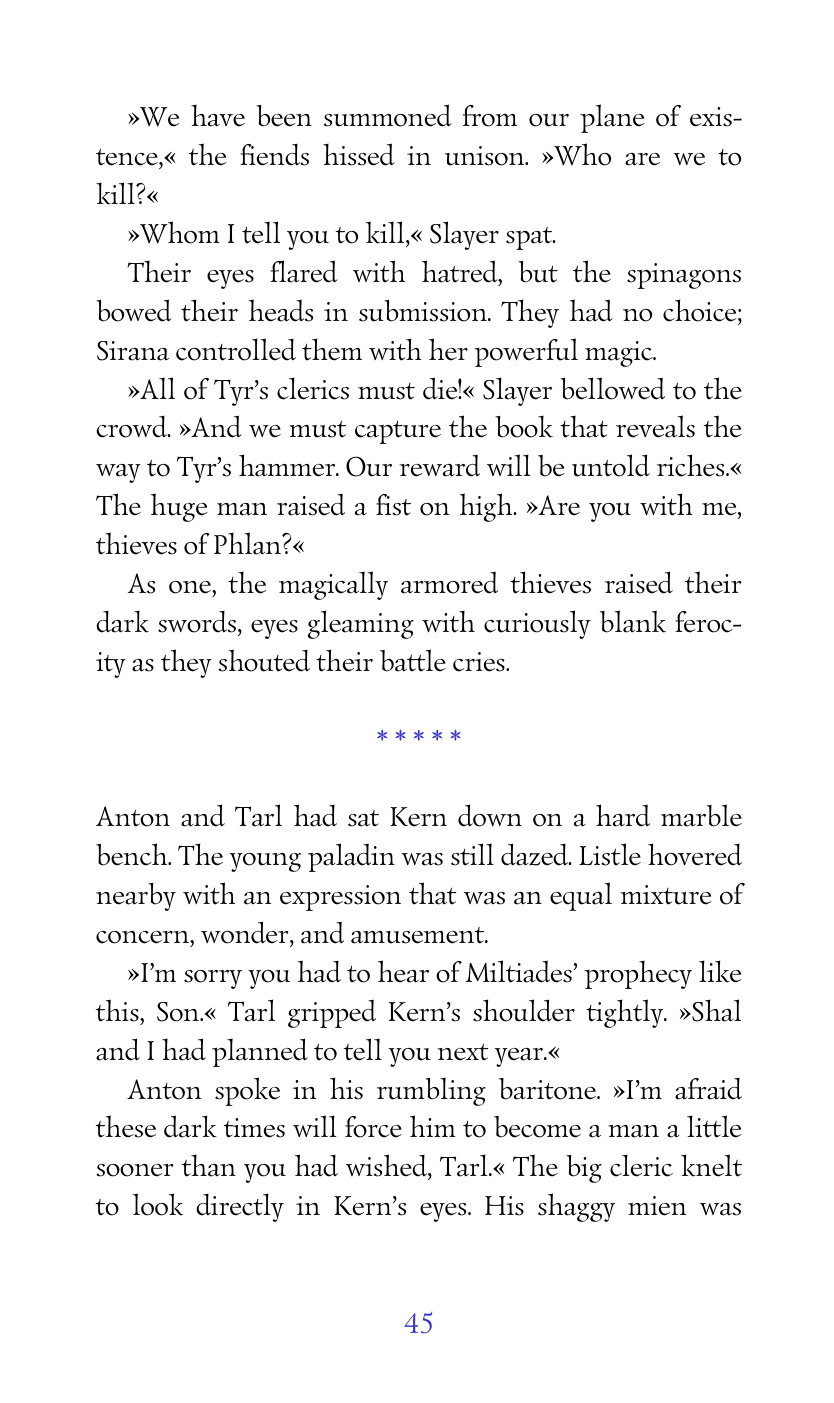 »We have been summoned from our plane of exis-
tence,« the fiends hissed in unison. »Who are we to
kill?«
»Whom I tell you to kill,« Slayer spat.
Their eyes flared with hatred, but the spinagons
bowed their heads in submission. They had no choice;
Sirana controlled them with her powerful magic.
»All of Tyr’s clerics must die!« Slayer bellowed to the
crowd. »And we must capture the book that reveals the
way to Tyr’s hammer. Our reward will be untold riches.«
The huge man raised a fist on high. »Are you with me,
thieves of Phlan?«
As one, the magically armored thieves raised their
dark swords, eyes gleaming with curiously blank feroc-
ity as they shouted their battle cries.
* * * * *
Anton and Tarl had sat Kern down on a hard marble
bench. The young paladin was still dazed. Listle hovered
nearby with an expression that was an equal mixture of
concern, wonder, and amusement.
»I’m sorry you had to hear of Miltiades’ prophecy like
this, Son.« Tarl gripped Kern’s shoulder tightly. »Shal
and I had planned to tell you next year.«
Anton spoke in his rumbling baritone. »I’m afraid
these dark times will force him to become a man a little
sooner than you had wished, Tarl.« The big cleric knelt
to look directly in Kern’s eyes. His shaggy mien was
45